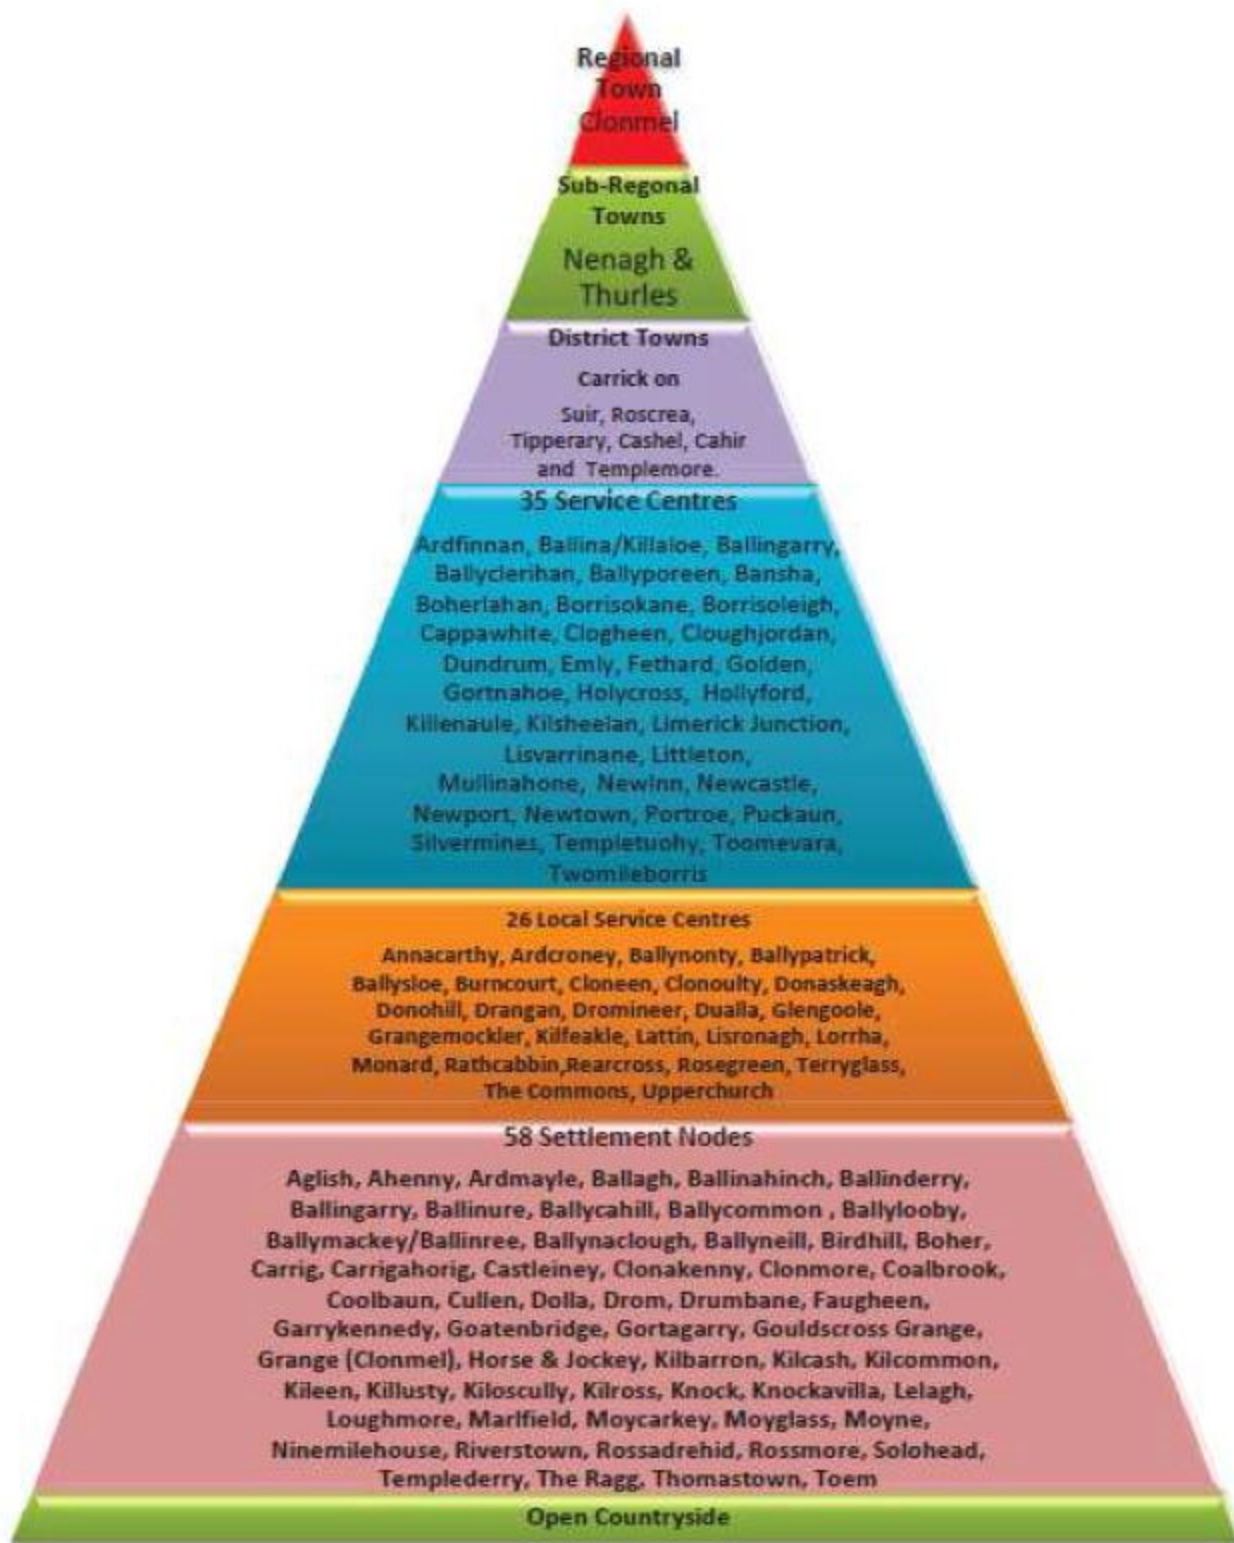 Regional
Town
Clonmel
Sub-Regonal
Towns
Nenagh &
Thurles
District Towns
Carrick on
Suir, Roscrea,
Tipperary, Cashel, Cahir
and Templemore.
35 Service Centres
Ardfinnan, Ballina/Killaloe, Ballingarry,
Ballyclerihan, Ballyporeen, Bansha,
Boherlahan, Borrisokane, Borrisoleigh,
Cappawhite, Clogheen, Cloughjordan,
Dundrum, Emly, Fethard, Golden,
Gortnahoe, Holycross, Hollyford,
Killenaule, Kilsheelan, Limerick Junction,
Lisvarrinane, Littleton,
Mullinahone, NewInn, Newcastle,
Newport, Newtown, Portroe, Puckaun,
Silvermines, Templetuohy, Toomevara,
Twomileborris
26 Local Service Centres
Annacarthy, Ardcroney, Ballynonty, Ballypatrick,
Ballysloe, Burncourt, Cloneen, Clonoulty, Donaskeagh,
Donohill, Drangan, Dromineer, Dualla, Glengoole,
Grangemockler, Kilfeakle, Lattin, Lisronagh, Lorrha,
Monard, Rathcabbin,Rearcross, Rosegreen, Terryglass,
The Commons, Upperchurch
58 Settlement Nodes
Aglish, Ahenny, Ardmayle, Ballagh, Ballinahinch, Ballinderry,
Ballingarry, Ballinure, Ballycahill, Ballycommon , Ballylooby,
Ballymackey/Ballinree, Ballynaclough, Ballyneill, Birdhill, Boher,
Carrig, Carrigahorig, Castleiney, Clonakenny, Clonmore, Coalbrook,
Coolbaun, Cullen, Dolla, Drom, Drumbane, Faugheen,
Garrykennedy, Goatenbridge, Gortagarry, Gouldscross Grange,
Grange (Clonmel), Horse & Jockey, Kilbarron, Kilcash, Kilcommon,
Kileen, Killusty, Kiloscully, Kilross, Knock, Knockavilla, Lelagh,
Loughmore, Marlfield, Moycarkey, Moyglass, Moyne,
Ninemilehouse, Riverstown, Rossadrehid, Rossmore, Solohead,
Templederry, The Ragg, Thomastown, Toem
Open Countryside